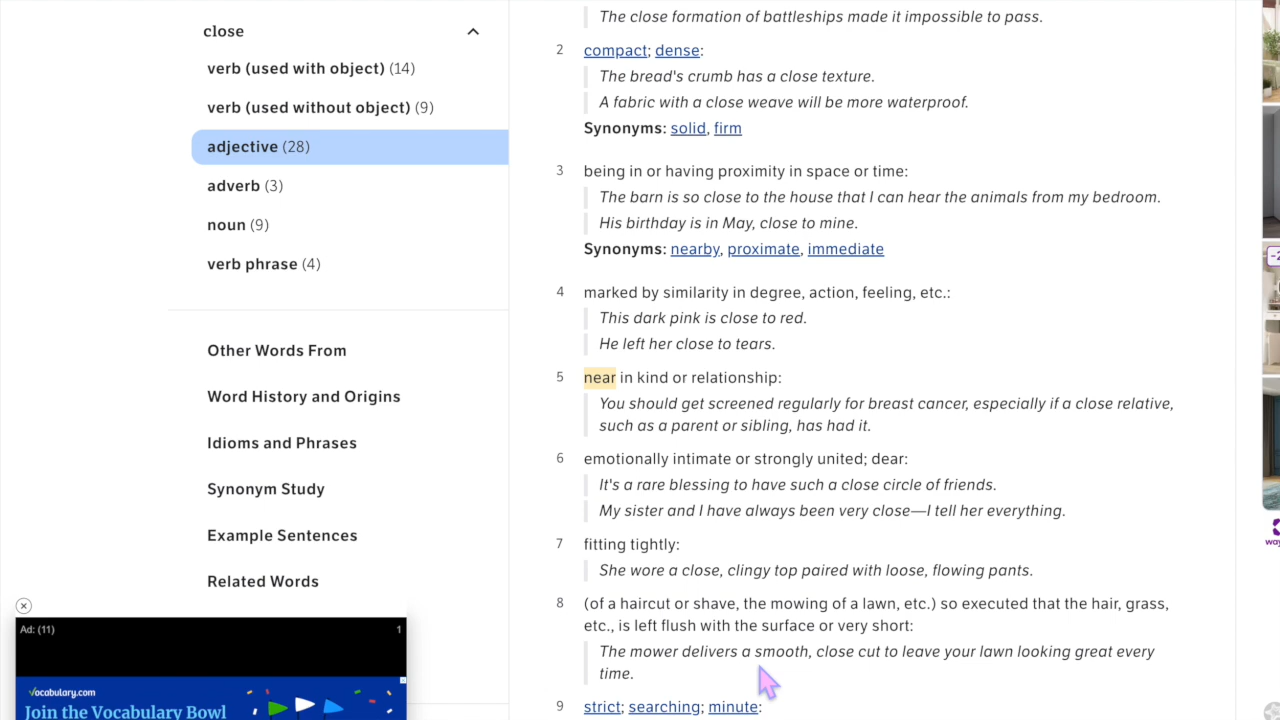 close
verb (used with object) (14)
verb (used without object) (9)
adjective (28)
adverb (3)
noun (9)
verb phrase (4)
Other Words From
Word History and Origins
Idioms and Phrases
Synonym Study
Example Sentences
Related Words
Ad: (11)
1
Vocabulary.com
Join the Vocabulary Bowl
The close formation of battleships made it impossible to pass.
2 compact; dense:
The bread's crumb has a close texture.
A fabric with a close weave will be more waterproof.
Synonyms: solid, firm
3 being in or having proximity in space or time:
The barn is so close to the house that I can hear the animals from my bedroom.
His birthday is in May, close to mine.
Synonyms: nearby, proximate, immediate
4 marked by similarity in degree, action, feeling, etc.:
This dark pink is close to red.
He left her close to tears.
5 near in kind or relationship:
You should get screened regularly for breast cancer, especially if a close relative,
such as a parent or sibling, has had it.
6 emotionally intimate or strongly united; dear:
It's a rare blessing to have such a close circle of friends.
My sister and I have always been very close—I tell her everything.
7 fitting tightly:
She wore a close, clingy top paired with loose, flowing pants.
8 (of a haircut or shave, the mowing of a lawn, etc.) so executed that the hair, grass,
etc., is left flush with the surface or very short:
The mower delivers a smooth, close cut to leave your lawn looking great every
time.
9 strict; searching; minute: